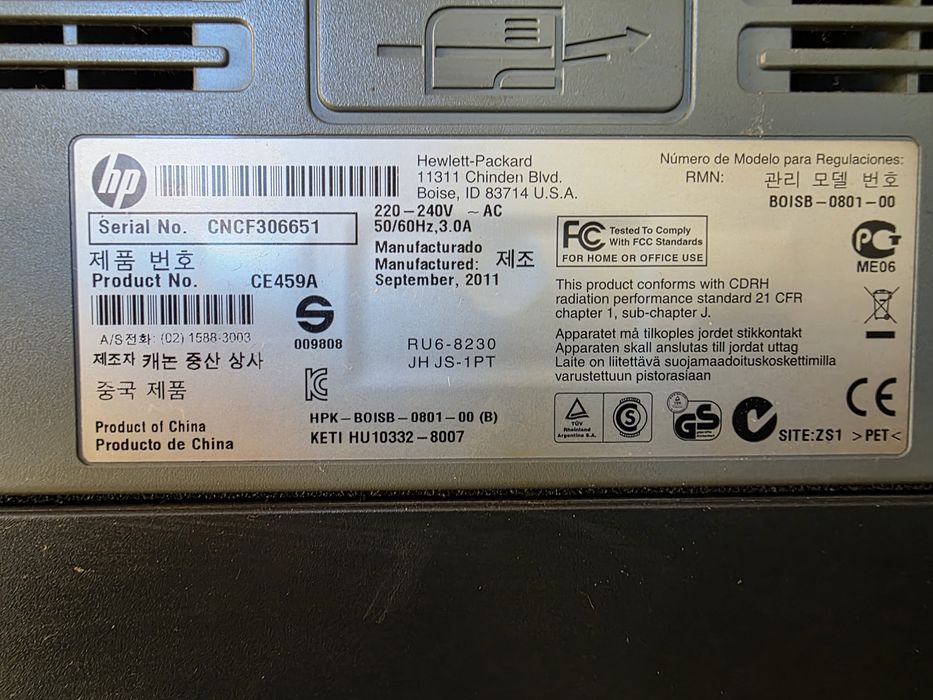 hp
Hewlett-Packard
11311 Chinden Blvd.
Boise, ID 83714 U.S.A.
Número de Modelo para Regulaciones:
RMN: 관리 모델 번호
BOISB-0801-00
Serial No. CNCF306651
220-240V ~ AC
50/60Hz, 3.0A
Manufacturado
Manufactured: 제조
September, 2011
FC Tested To Comply
With FCC Standards
FOR HOME OR OFFICE USE
ME06
제품 번호
Product No. CE459A
009808
A/S전화: (02) 1588-3003
제조자 캐논 중산 상사
중국 제품
RU6-8230
JH JS-1PT
This product conforms with CDRH
radiation performance standard 21 CFR
chapter 1, sub-chapter J.
Apparatet må tilkoples jordet stikkontakt
Apparaten skall anslutas till jordat uttag
Laite on liitettävä suojamaadoituskoskettimilla
varustettuun pistorasiaan
Product of China
Producto de China
HPK-BOISB-0801-00 (B)
KETI HU10332-8007
TÜV
Rheinland
Argentina S.A.
S
GS
CE
SITE:ZS1 >PET<